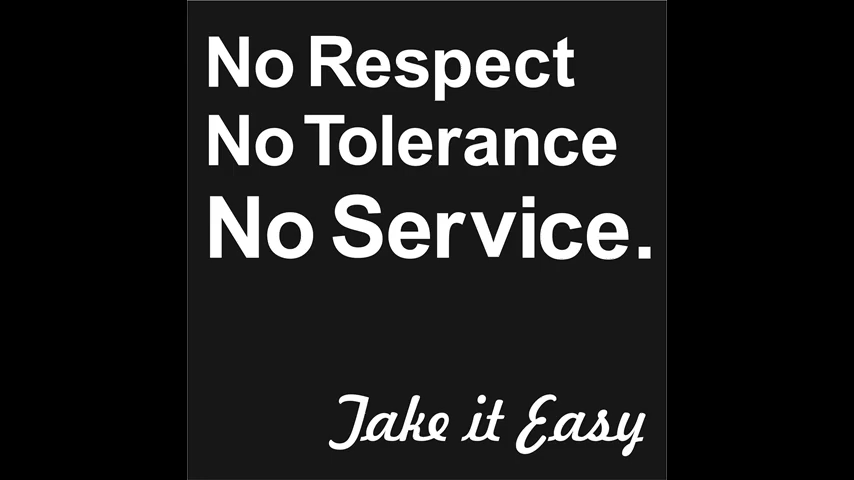 No Respect
No Tolerance
No Service.
Take it Easy